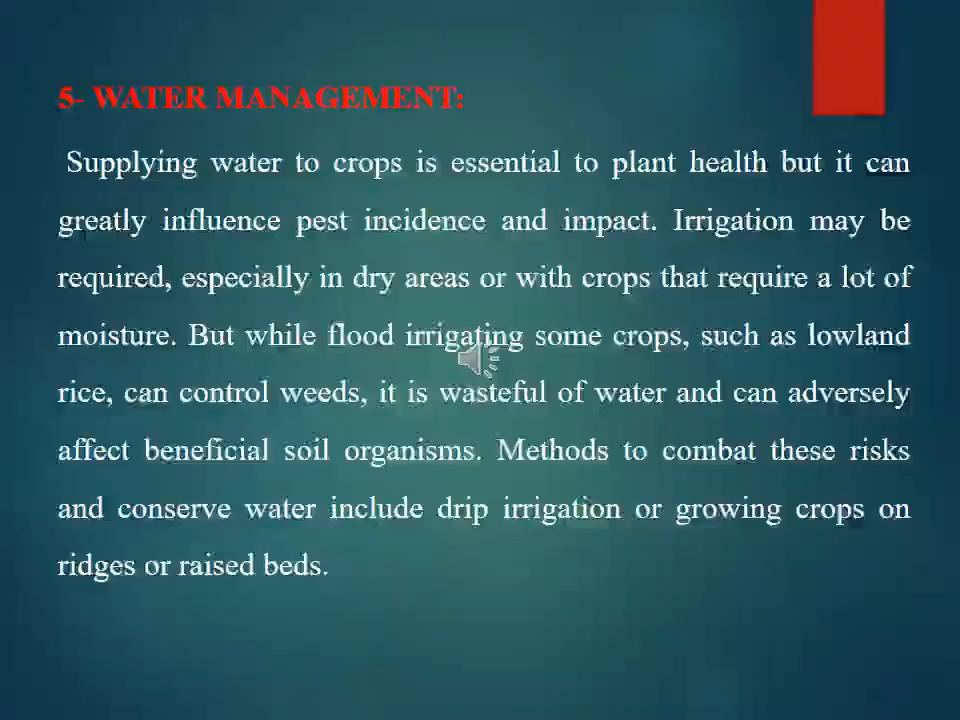 5- WATER MANAGEMENT:
Supplying water to crops is essential to plant health but it can
greatly influence pest incidence and impact. Irrigation may be
required, especially in dry areas or with crops that require a lot of
moisture. But while flood irrigating some crops, such as lowland
rice, can control weeds, it is wasteful of water and can adversely
affect beneficial soil organisms. Methods to combat these risks
and conserve water include drip irrigation or growing crops on
ridges or raised beds.